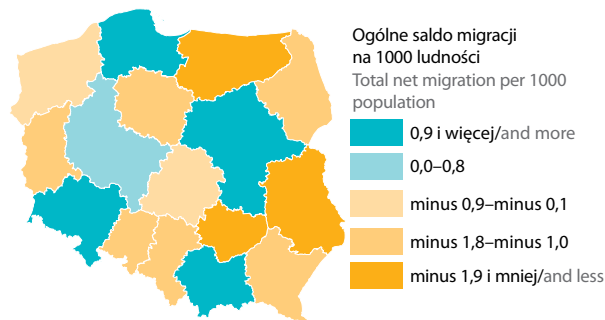 Ogólne saldo migracji
na 1000 ludności
Total net migration per 1000
population
0,9 i więcej/and more
0,0–0,8
minus 0,9–minus 0,1
minus 1,8–minus 1,0
minus 1,9 i mniej/and less